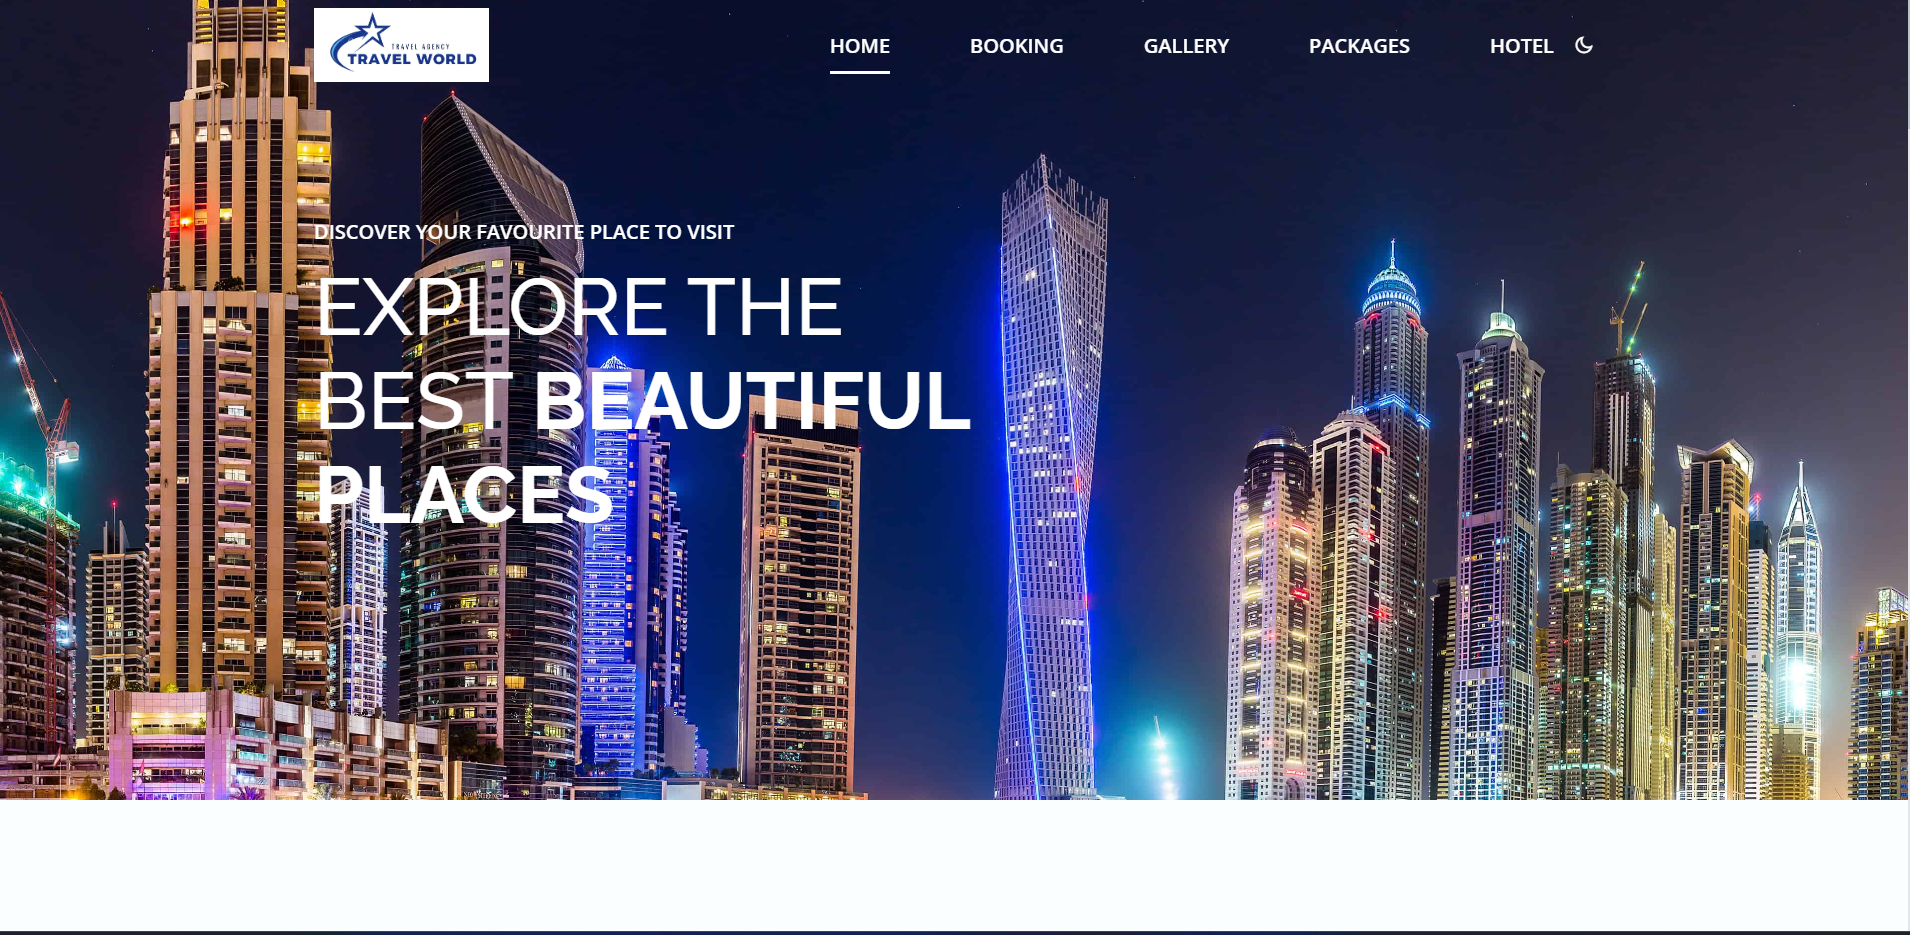 TRAVEL AGENCY
TRAVEL WORLD
HOME BOOKING GALLERY PACKAGES HOTEL
DISCOVER YOUR FAVOURITE PLACE TO VISIT
EXPLORE THE
BEST BEAUTIFUL
PLACES